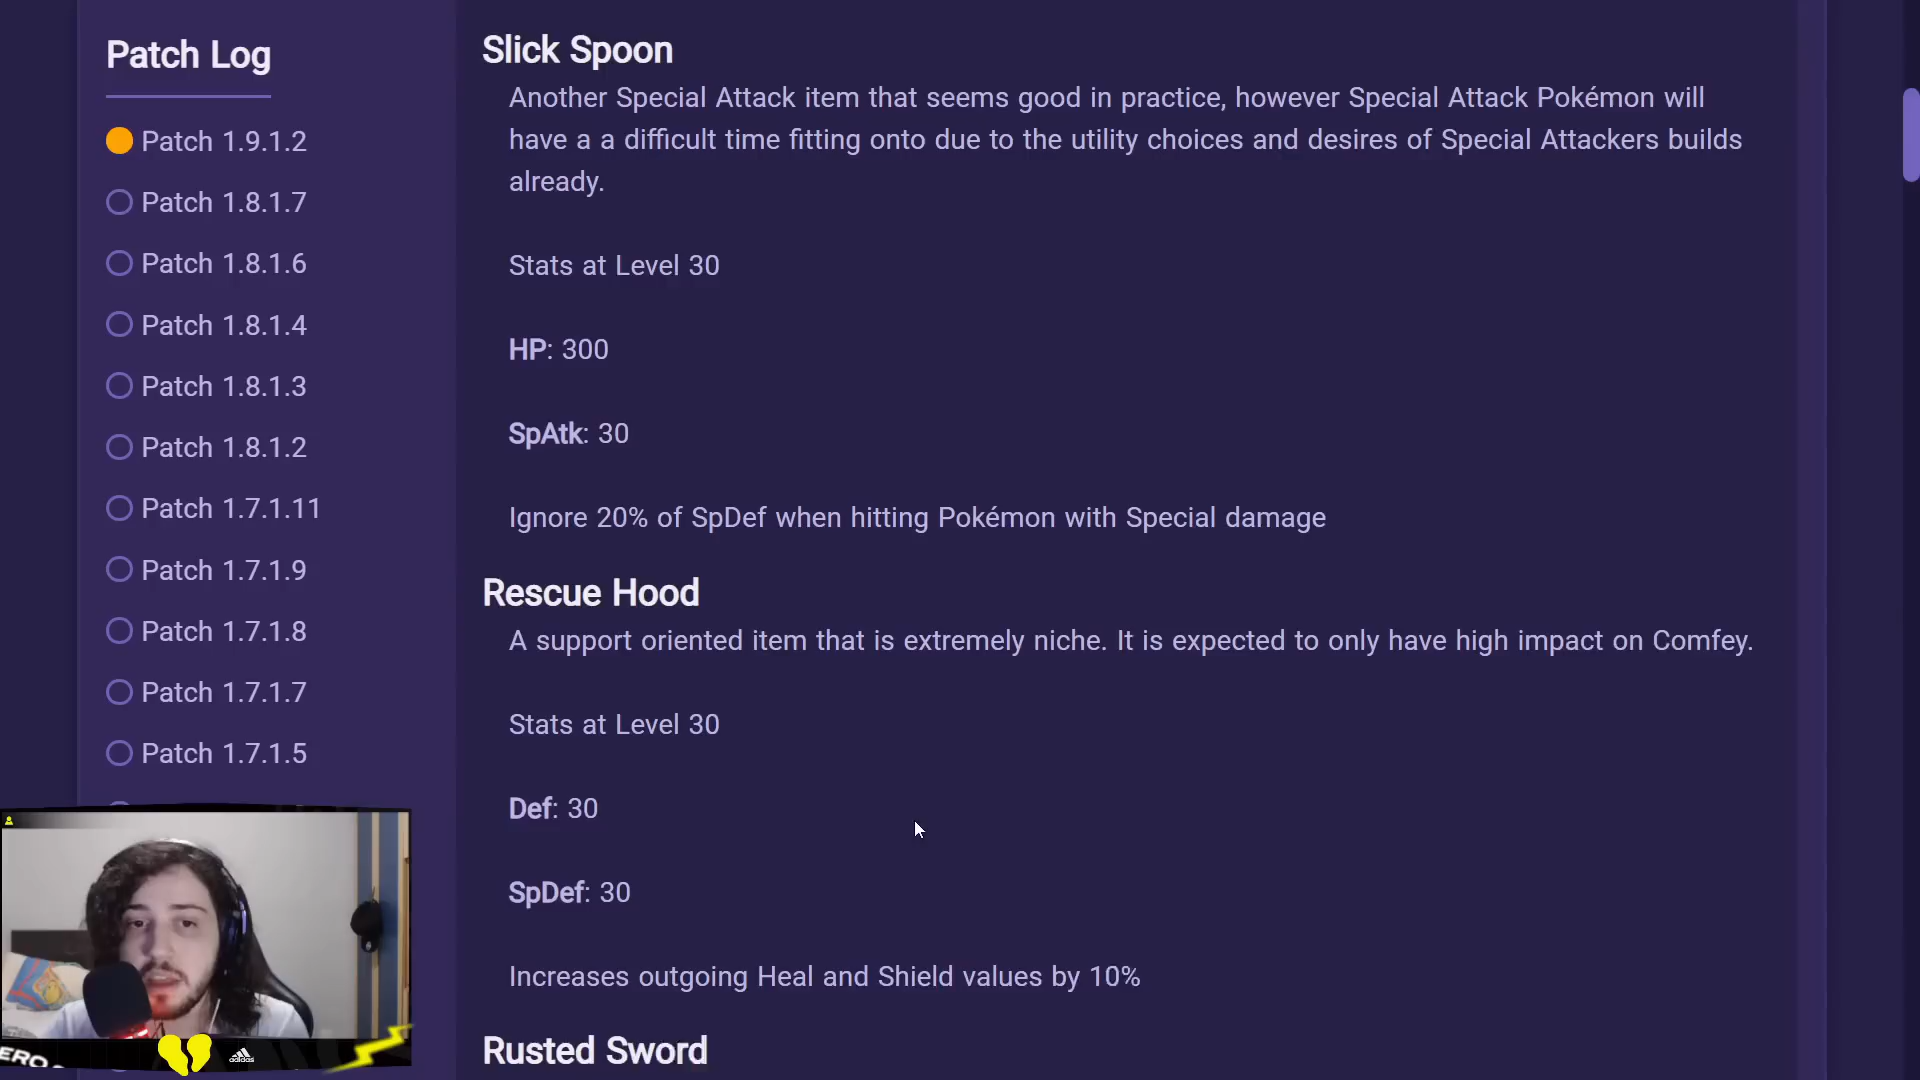 Patch Log
Patch 1.9.1.2
Patch 1.8.1.7
Patch 1.8.1.6
Patch 1.8.1.4
Patch 1.8.1.3
Patch 1.8.1.2
Patch 1.7.1.11
Patch 1.7.1.9
Patch 1.7.1.8
Patch 1.7.1.7
Patch 1.7.1.5
Slick Spoon
Another Special Attack item that seems good in practice, however Special Attack Pokémon will
have a a difficult time fitting onto due to the utility choices and desires of Special Attackers builds
already.
Stats at Level 30
HP: 300
SpAtk: 30
Ignore 20% of SpDef when hitting Pokémon with Special damage
Rescue Hood
A support oriented item that is extremely niche. It is expected to only have high impact on Comfey.
Stats at Level 30
Def: 30
SpDef: 30
Increases outgoing Heal and Shield values by 10%
Rusted Sword
ERO
adidas